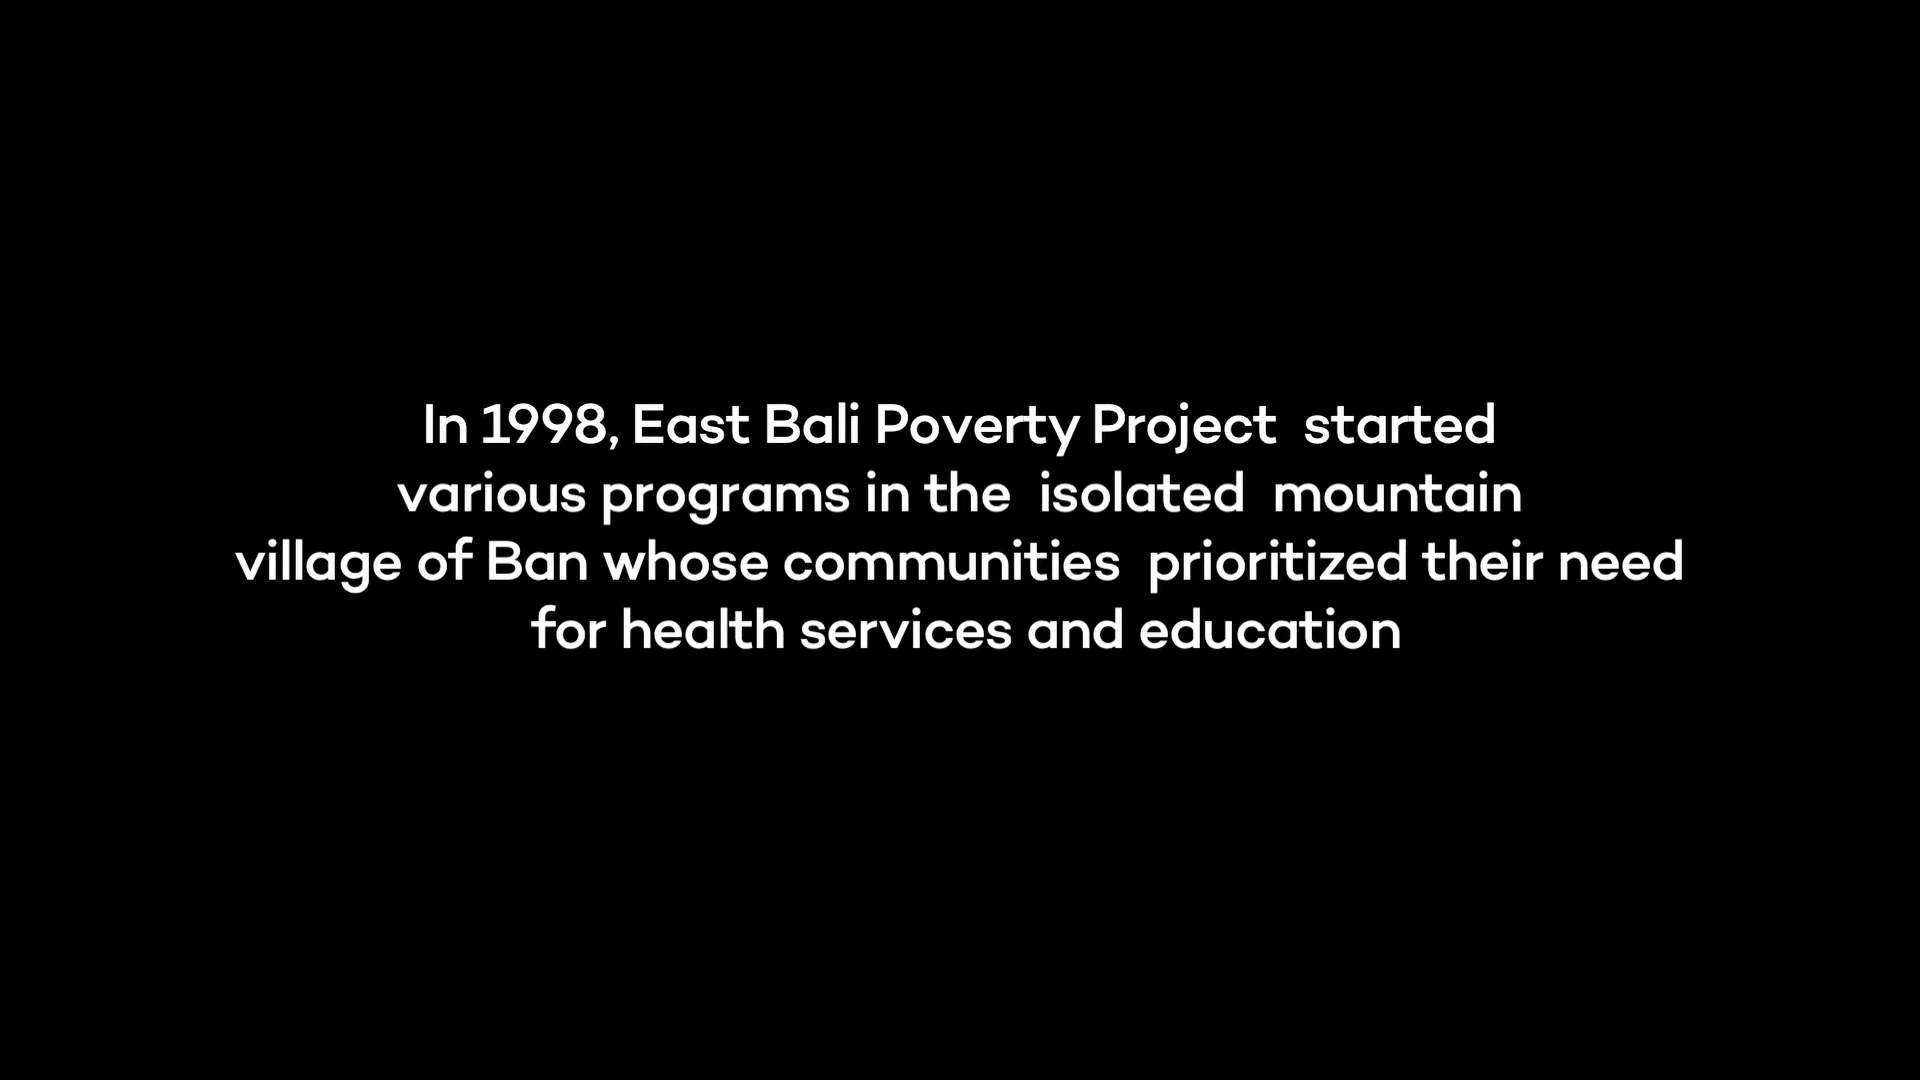 In 1998, East Bali Poverty Project  started
various programs in the  isolated  mountain
village of Ban whose communities  prioritized their need
for health services and education